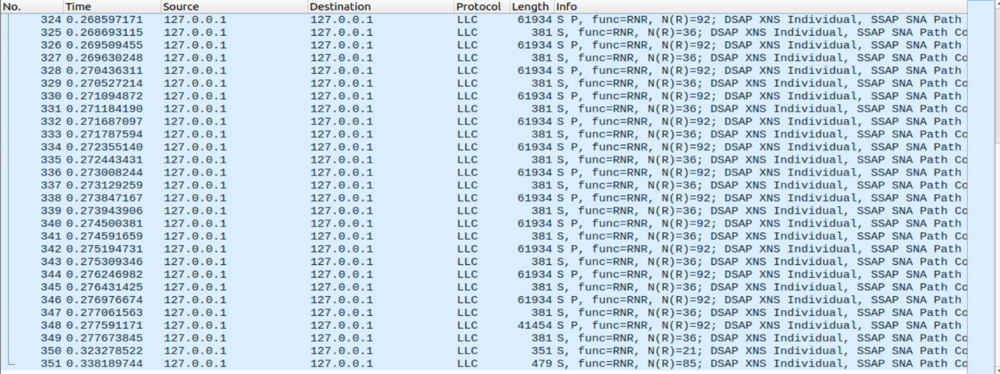 No. Time Source Destination Protocol Length Info
324 0.268597171 127.0.0.1 127.0.0.1 LLC 61934 S P, func=RNR, N(R)=92; DSAP XNS Individual, SSAP SNA Path
325 0.268693115 127.0.0.1 127.0.0.1 LLC 381 S, func=RNR, N(R)=36; DSAP XNS Individual, SSAP SNA Path Co
326 0.269509455 127.0.0.1 127.0.0.1 LLC 61934 S P, func=RNR, N(R)=92; DSAP XNS Individual, SSAP SNA Path
327 0.269630248 127.0.0.1 127.0.0.1 LLC 381 S, func=RNR, N(R)=36; DSAP XNS Individual, SSAP SNA Path Co
328 0.270436311 127.0.0.1 127.0.0.1 LLC 61934 S P, func=RNR, N(R)=92; DSAP XNS Individual, SSAP SNA Path
329 0.270527214 127.0.0.1 127.0.0.1 LLC 381 S, func=RNR, N(R)=36; DSAP XNS Individual, SSAP SNA Path Co
330 0.271094872 127.0.0.1 127.0.0.1 LLC 61934 S P, func=RNR, N(R)=92; DSAP XNS Individual, SSAP SNA Path
331 0.271184190 127.0.0.1 127.0.0.1 LLC 381 S, func=RNR, N(R)=36; DSAP XNS Individual, SSAP SNA Path Co
332 0.271687097 127.0.0.1 127.0.0.1 LLC 61934 S P, func=RNR, N(R)=92; DSAP XNS Individual, SSAP SNA Path
333 0.271787594 127.0.0.1 127.0.0.1 LLC 381 S, func=RNR, N(R)=36; DSAP XNS Individual, SSAP SNA Path Co
334 0.272355140 127.0.0.1 127.0.0.1 LLC 61934 S P, func=RNR, N(R)=92; DSAP XNS Individual, SSAP SNA Path
335 0.272443431 127.0.0.1 127.0.0.1 LLC 381 S, func=RNR, N(R)=36; DSAP XNS Individual, SSAP SNA Path Co
336 0.273008244 127.0.0.1 127.0.0.1 LLC 61934 S P, func=RNR, N(R)=92; DSAP XNS Individual, SSAP SNA Path
337 0.273129259 127.0.0.1 127.0.0.1 LLC 381 S, func=RNR, N(R)=36; DSAP XNS Individual, SSAP SNA Path Co
338 0.273847167 127.0.0.1 127.0.0.1 LLC 61934 S P, func=RNR, N(R)=92; DSAP XNS Individual, SSAP SNA Path
339 0.273943906 127.0.0.1 127.0.0.1 LLC 381 S, func=RNR, N(R)=36; DSAP XNS Individual, SSAP SNA Path Co
340 0.274500381 127.0.0.1 127.0.0.1 LLC 61934 S P, func=RNR, N(R)=92; DSAP XNS Individual, SSAP SNA Path
341 0.274591659 127.0.0.1 127.0.0.1 LLC 381 S, func=RNR, N(R)=36; DSAP XNS Individual, SSAP SNA Path Co
342 0.275194731 127.0.0.1 127.0.0.1 LLC 61934 S P, func=RNR, N(R)=92; DSAP XNS Individual, SSAP SNA Path
343 0.275309346 127.0.0.1 127.0.0.1 LLC 381 S, func=RNR, N(R)=36; DSAP XNS Individual, SSAP SNA Path Co
344 0.276246982 127.0.0.1 127.0.0.1 LLC 61934 S P, func=RNR, N(R)=92; DSAP XNS Individual, SSAP SNA Path
345 0.276431425 127.0.0.1 127.0.0.1 LLC 381 S, func=RNR, N(R)=36; DSAP XNS Individual, SSAP SNA Path Co
346 0.276976674 127.0.0.1 127.0.0.1 LLC 61934 S P, func=RNR, N(R)=92; DSAP XNS Individual, SSAP SNA Path
347 0.277061563 127.0.0.1 127.0.0.1 LLC 381 S, func=RNR, N(R)=36; DSAP XNS Individual, SSAP SNA Path Co
348 0.277591171 127.0.0.1 127.0.0.1 LLC 41454 S P, func=RNR, N(R)=92; DSAP XNS Individual, SSAP SNA Path
349 0.277673845 127.0.0.1 127.0.0.1 LLC 381 S, func=RNR, N(R)=36; DSAP XNS Individual, SSAP SNA Path Co
350 0.323278522 127.0.0.1 127.0.0.1 LLC 351 S, func=RNR, N(R)=21; DSAP XNS Individual, SSAP SNA Path Co
351 0.338189744 127.0.0.1 127.0.0.1 LLC 479 S, func=RNR, N(R)=85; DSAP XNS Individual, SSAP SNA Path Co